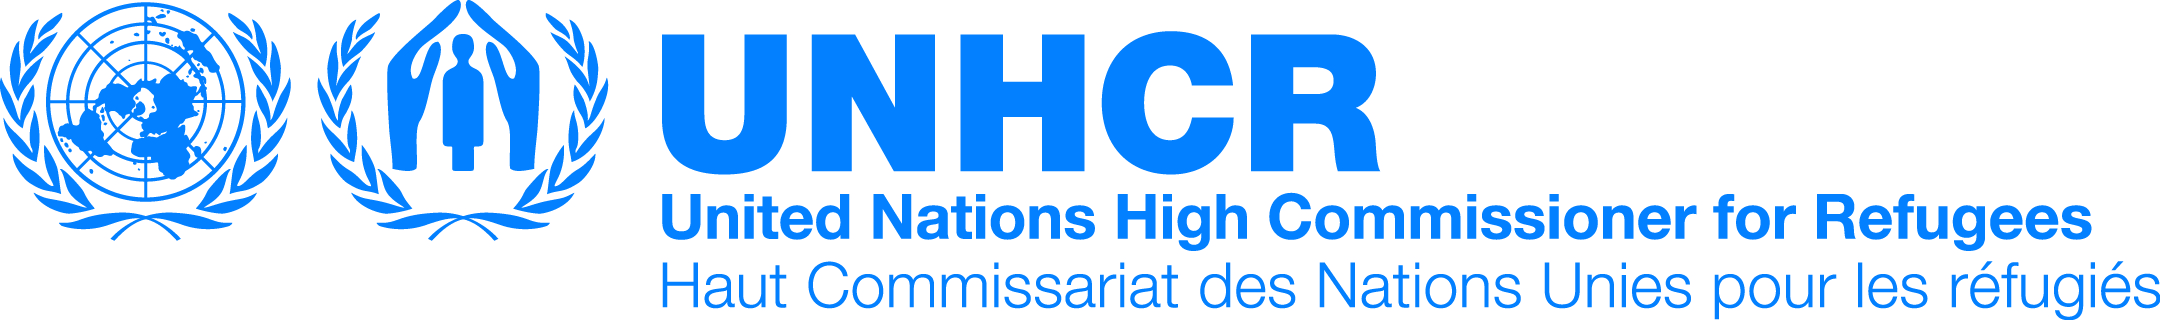 UNHCR
United Nations High Commissioner for Refugees
Haut Commissariat des Nations Unies pour les réfugiés